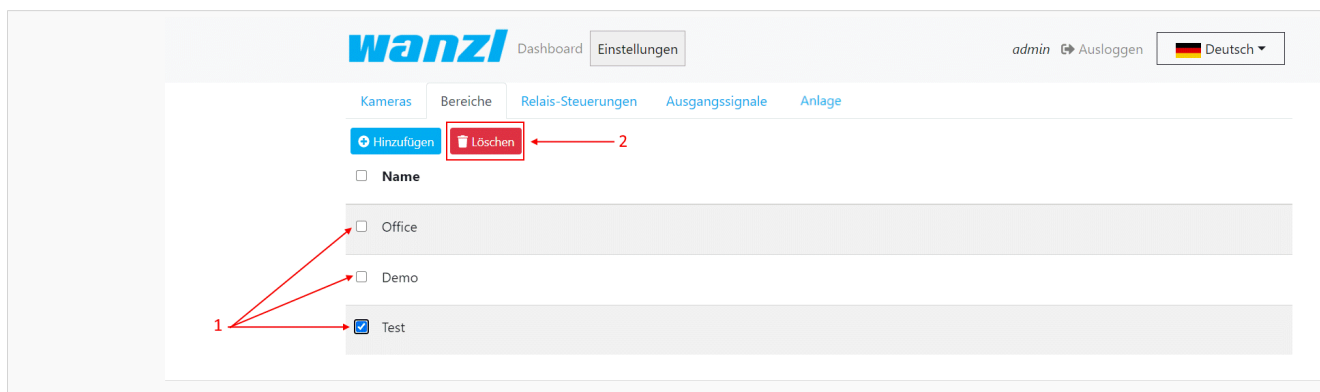 wanzl Dashboard Einstellungen admin Ausloggen Deutsch
Kameras Bereiche Relais-Steuerungen Ausgangssignale Anlage
Hinzufügen Löschen 2
Name
Office
Demo
1 Test